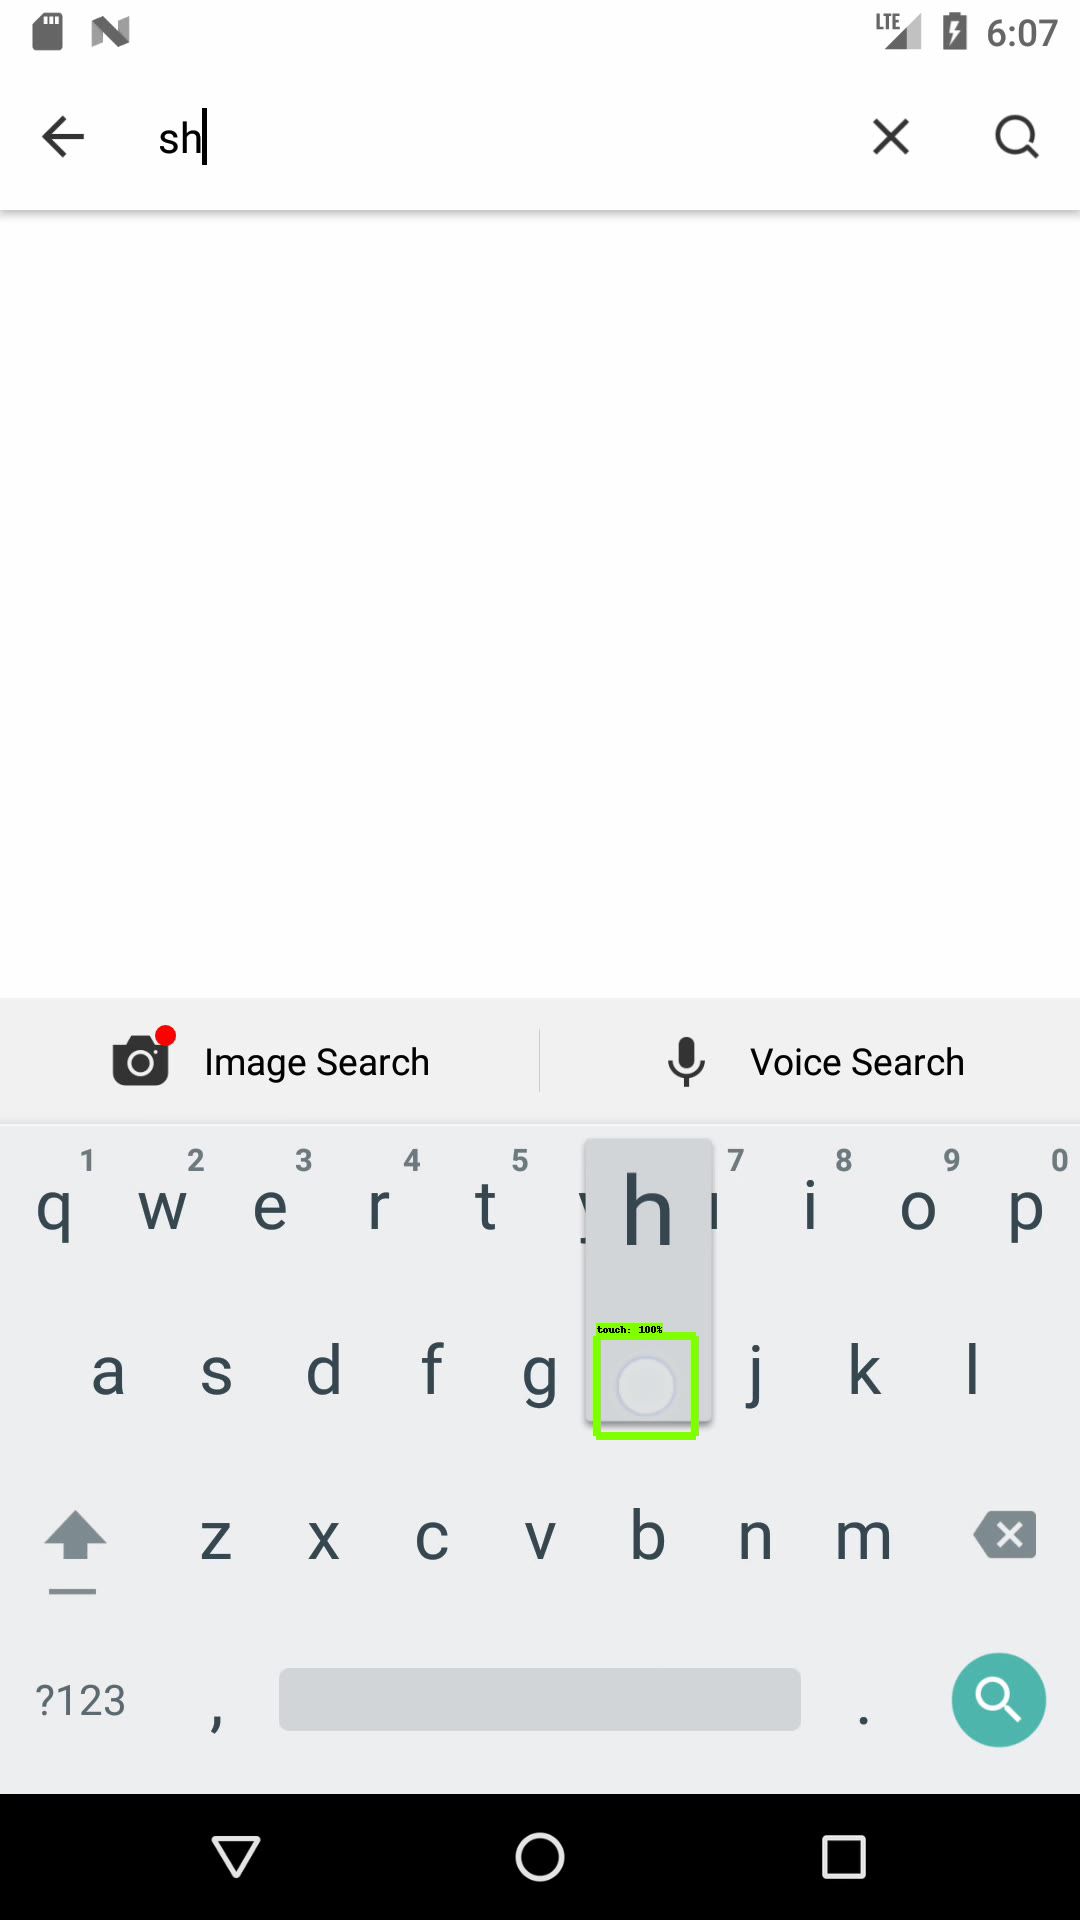 LTE 6:07
sh
Image Search Voice Search
1 2 3 4 5 7 8 9 0
q w e r t h i o p
touch: 100%
a s d f g j k l
z x c v b n m
?123 , .